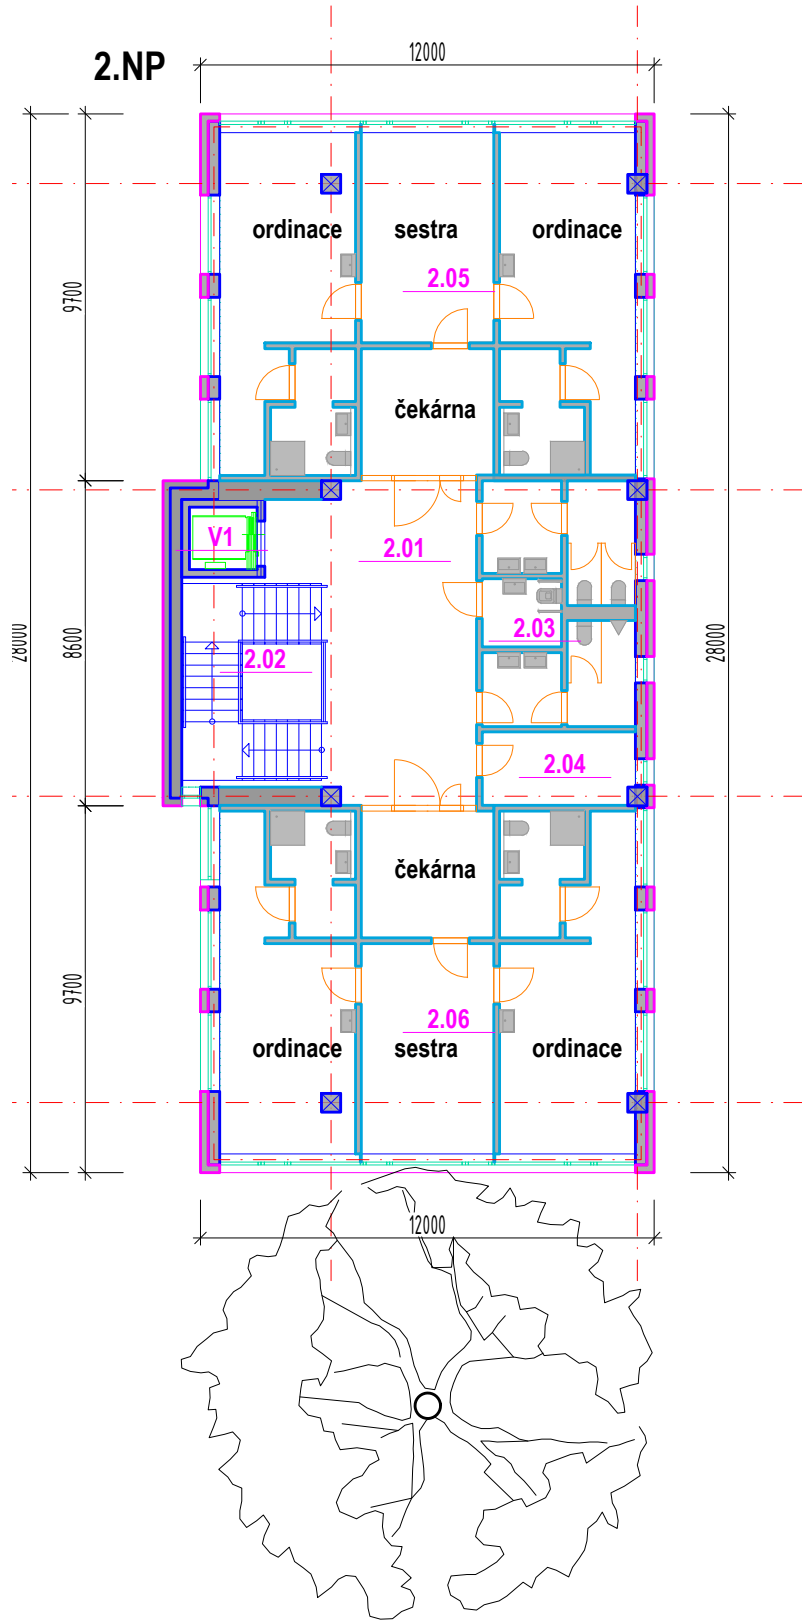 12000
2.NP
ordinace sestra ordinace
2.05
9700
čekárna
V1
2.01
2.03
28000
8600
28000
2.02
2.04
čekárna
9700
2.06
ordinace sestra ordinace
12000